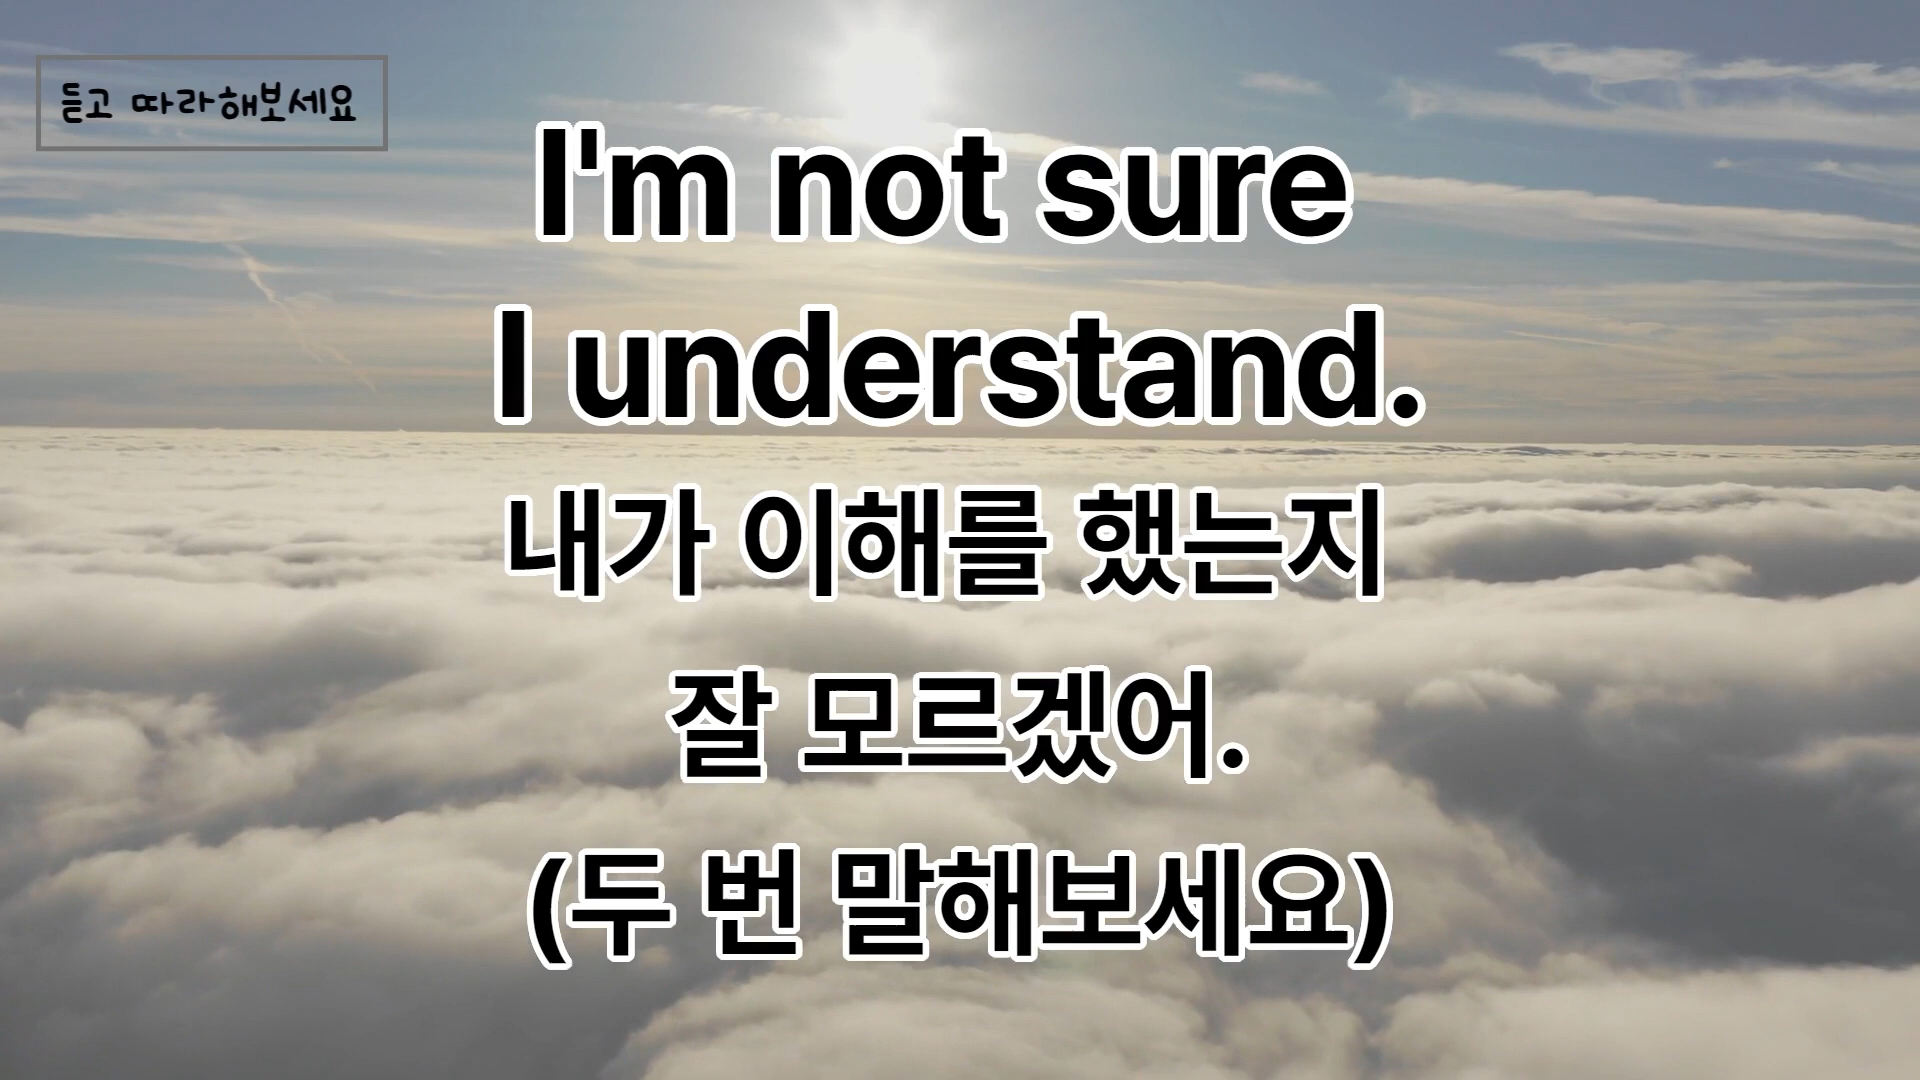 듣고 따라해보세요
I'm not sure
I understand.
내가 이해를 했는지
잘 모르겠어.
(두 번 말해보세요)